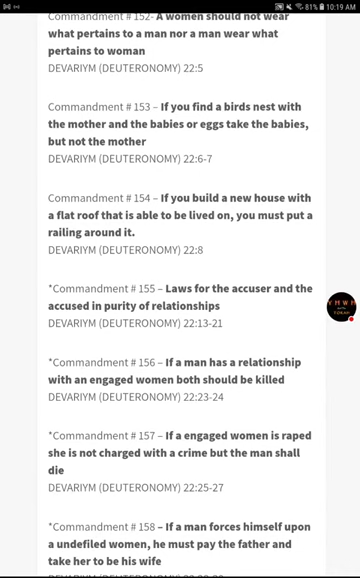 81% 10:19 AM
Commandment # 152- A women should not wear
what pertains to a man nor a man wear what
pertains to woman
DEVARIYM (DEUTERONOMY) 22:5
Commandment # 153 – If you find a birds nest with
the mother and the babies or eggs take the babies,
but not the mother
DEVARIYM (DEUTERONOMY) 22:6-7
Commandment # 154 – If you build a new house with
a flat roof that is able to be lived on, you must put a
railing around it.
DEVARIYM (DEUTERONOMY) 22:8
*Commandment # 155 – Laws for the accuser and the
accused in purity of relationships
DEVARIYM (DEUTERONOMY) 22:13-21
YMWM
TORAH
*Commandment # 156 – If a man has a relationship
with an engaged women both should be killed
DEVARIYM (DEUTERONOMY) 22:23-24
*Commandment # 157 – If a engaged women is raped
she is not charged with a crime but the man shall
die
DEVARIYM (DEUTERONOMY) 22:25-27
*Commandment # 158 – If a man forces himself upon
a undefiled women, he must pay the father and
take her to be his wife